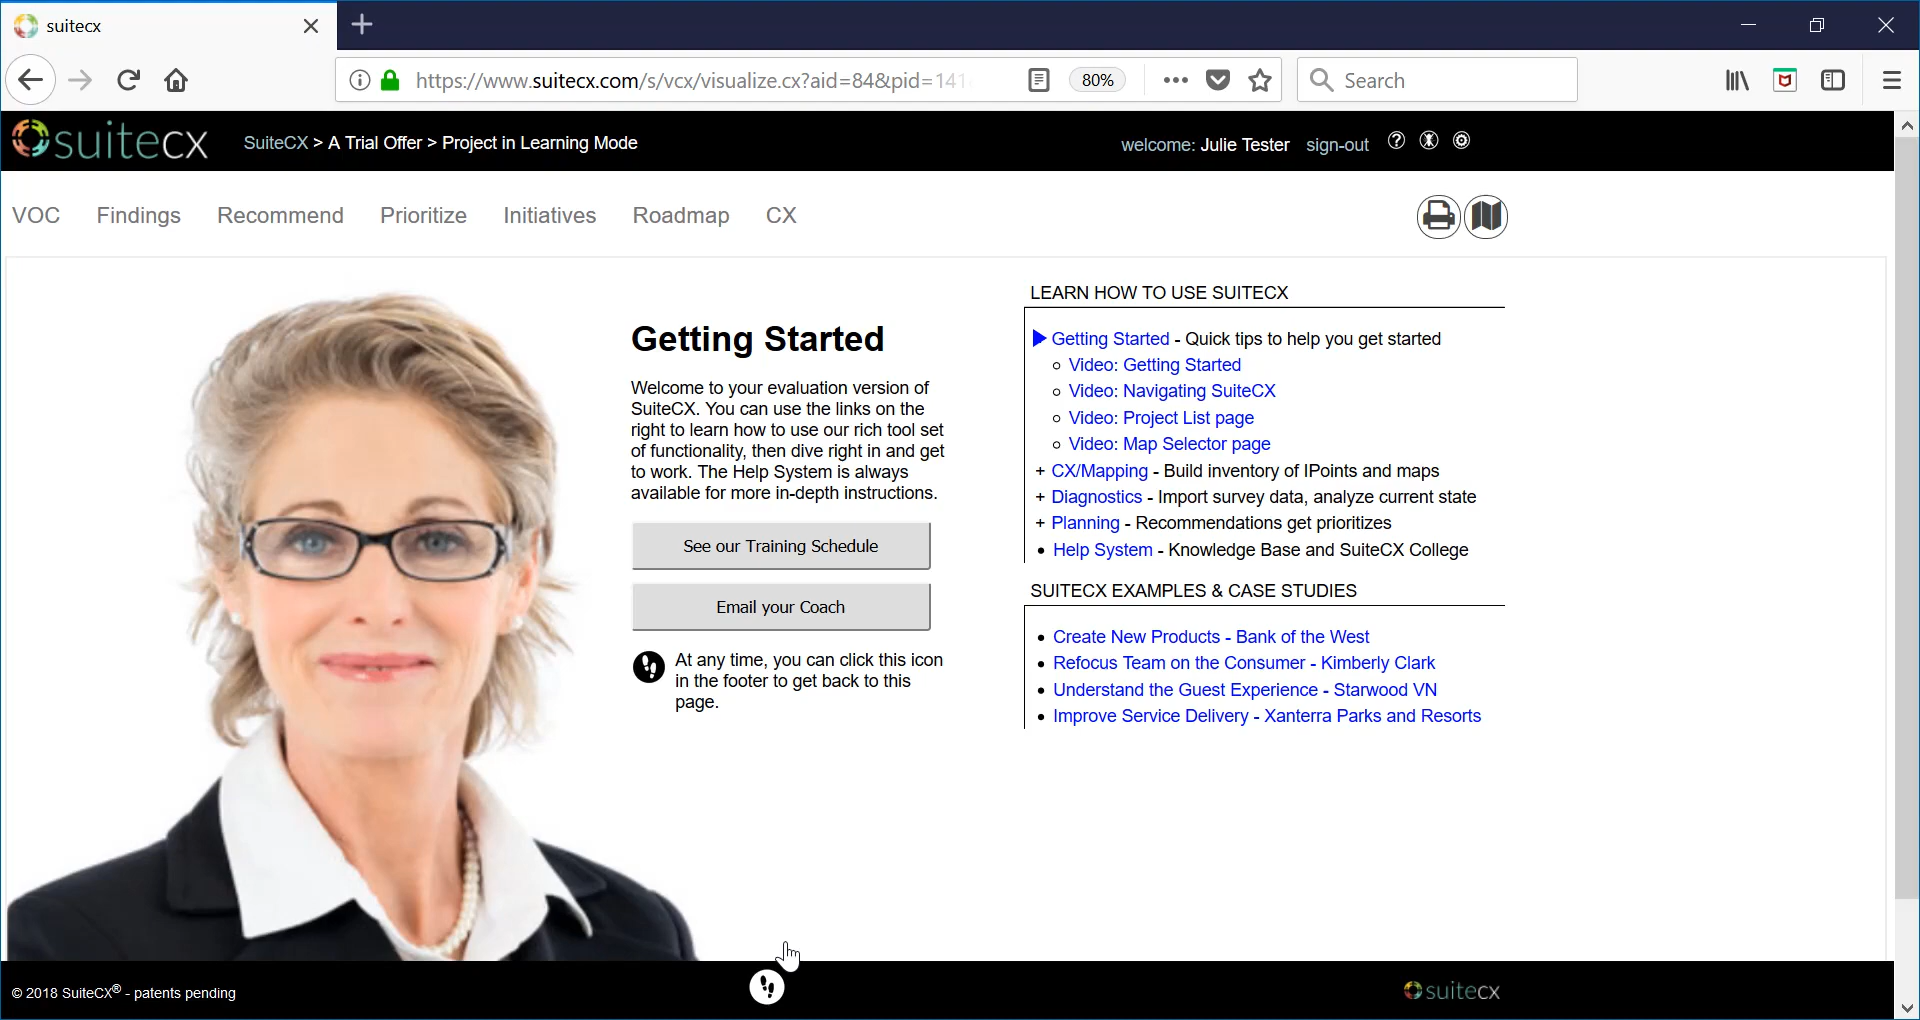 suitecx
https://www.suitecx.com/s/vcx/visualize.cx?aid=84&pid=141
80%
Search
suitecx
SuiteCX > A Trial Offer > Project in Learning Mode
welcome: Julie Tester sign-out
VOC Findings Recommend Prioritize Initiatives Roadmap CX
Getting Started
Welcome to your evaluation version of
SuiteCX. You can use the links on the
right to learn how to use our rich tool set
of functionality, then dive right in and get
to work. The Help System is always
available for more in-depth instructions.
See our Training Schedule
Email your Coach
At any time, you can click this icon
in the footer to get back to this
page.
LEARN HOW TO USE SUITECX
Getting Started - Quick tips to help you get started
Video: Getting Started
Video: Navigating SuiteCX
Video: Project List page
Video: Map Selector page
+ CX/Mapping - Build inventory of IPoints and maps
+ Diagnostics - Import survey data, analyze current state
+ Planning - Recommendations get prioritizes
• Help System - Knowledge Base and SuiteCX College
SUITECX EXAMPLES & CASE STUDIES
• Create New Products - Bank of the West
• Refocus Team on the Consumer - Kimberly Clark
• Understand the Guest Experience - Starwood VN
• Improve Service Delivery - Xanterra Parks and Resorts
© 2018 SuiteCX® - patents pending
suitecx